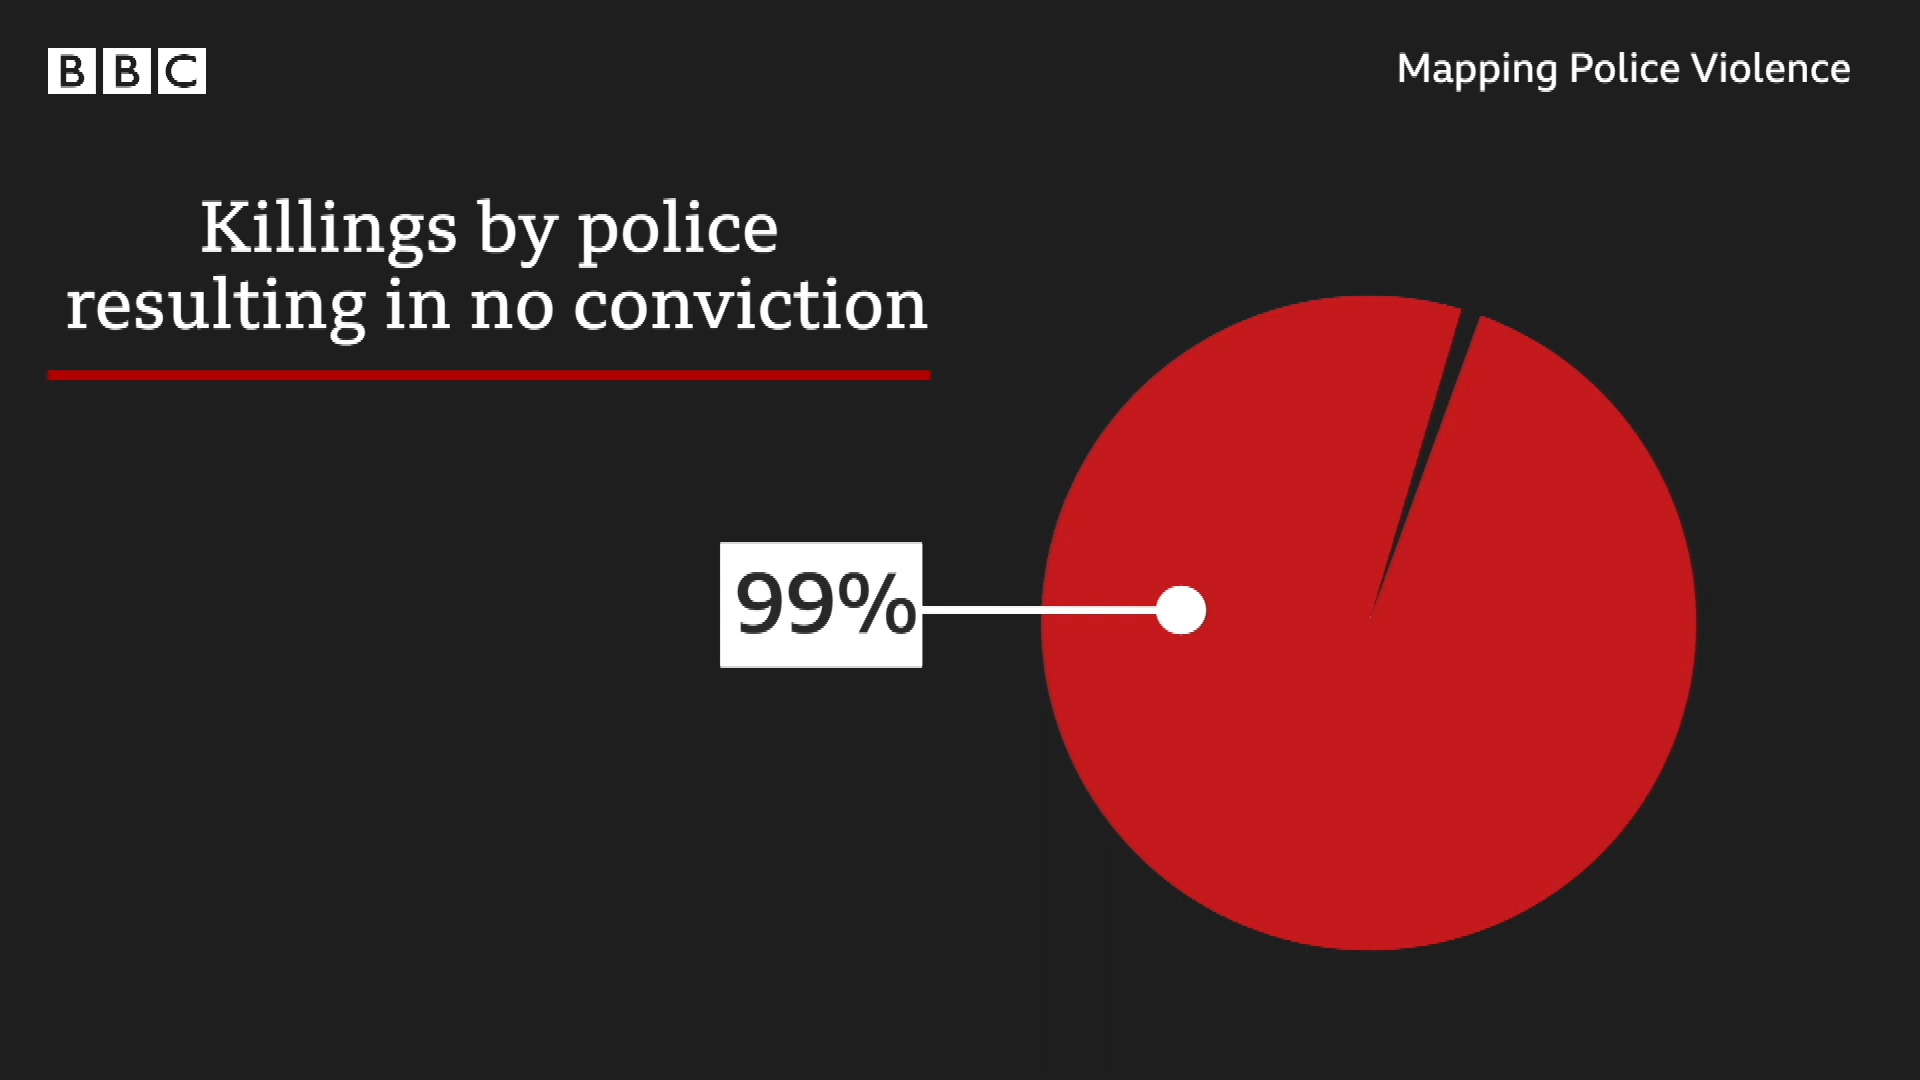 BBC
Mapping Police Violence
Killings by police
resulting in no conviction
99%